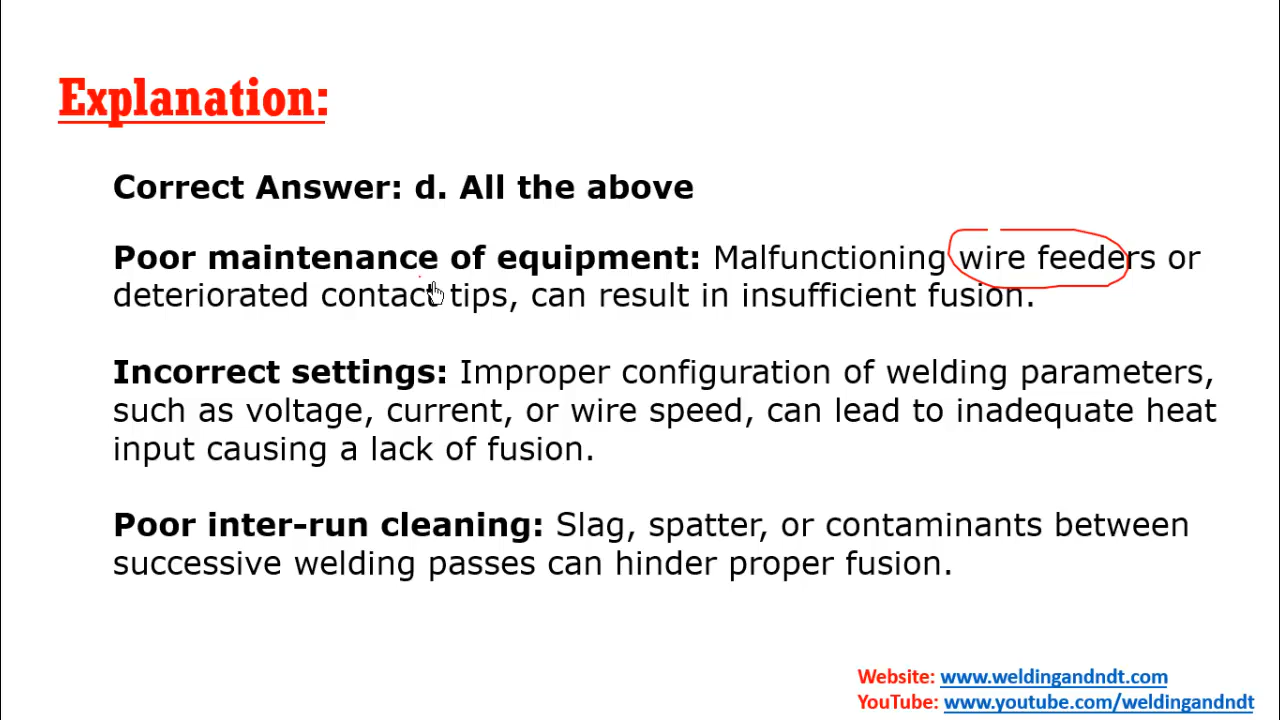 Explanation:
Correct Answer: d. All the above
Poor maintenance of equipment: Malfunctioning wire feeders or
deteriorated contact tips, can result in insufficient fusion.
Incorrect settings: Improper configuration of welding parameters,
such as voltage, current, or wire speed, can lead to inadequate heat
input causing a lack of fusion.
Poor inter-run cleaning: Slag, spatter, or contaminants between
successive welding passes can hinder proper fusion.
Website: www.weldingandndt.com
YouTube: www.youtube.com/weldingandndt